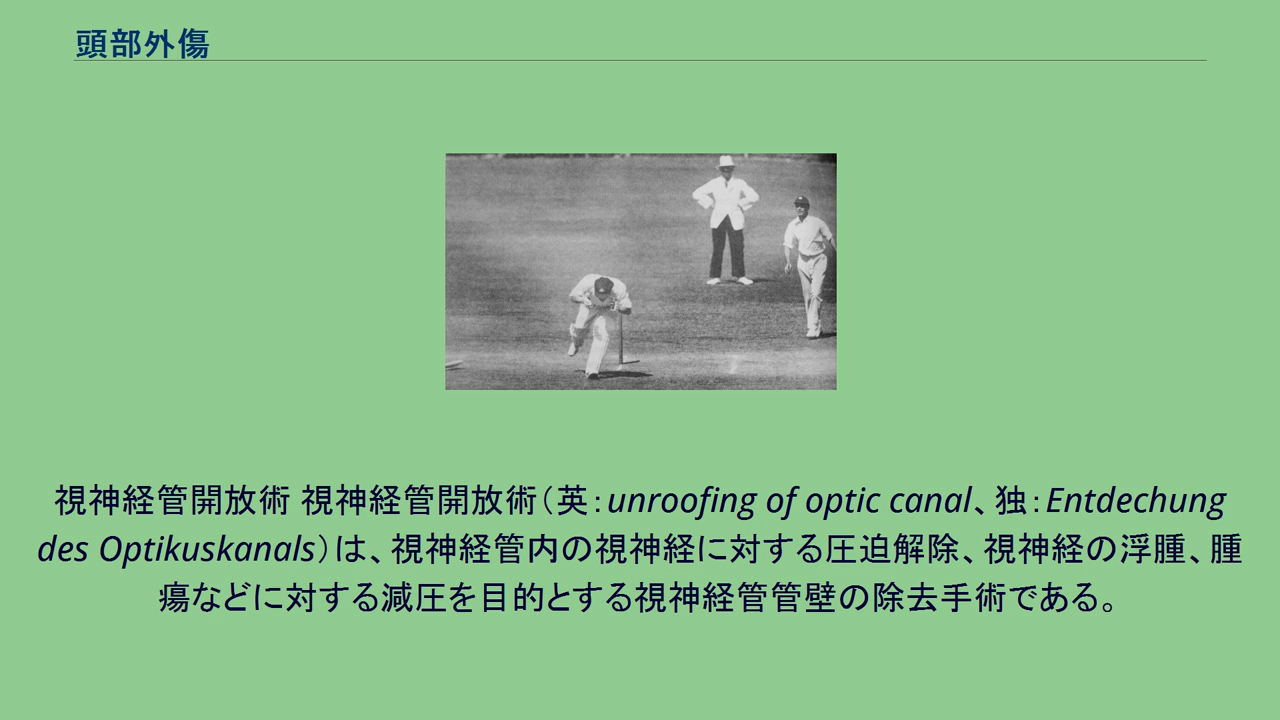 頭部外傷
視神経管開放術 視神経管開放術（英：unroofing of optic canal、独：Entdechung
des Optikuskanals）は、視神経管内の視神経に対する圧迫解除、視神経の浮腫、腫
瘍などに対する減圧を目的とする視神経管管壁の除去手術である。